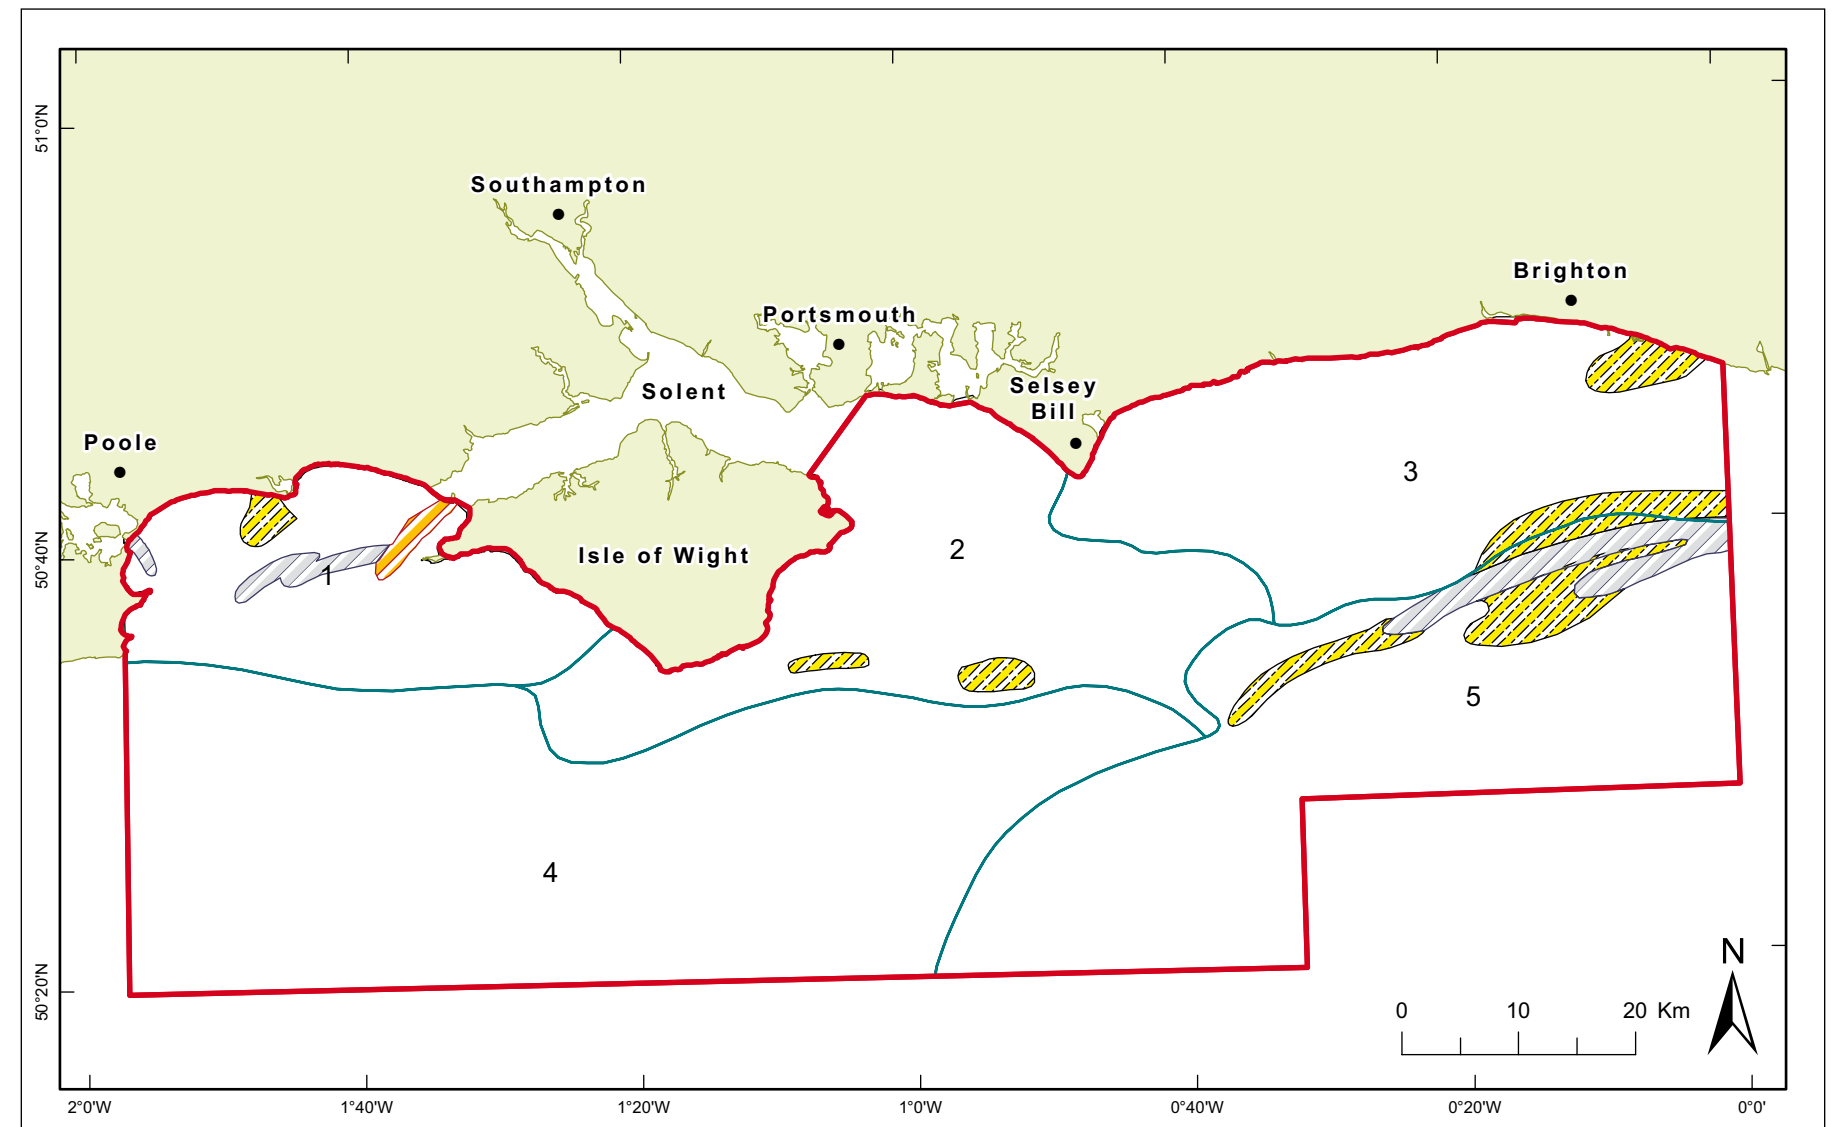 51°0'N
Southampton
Brighton
Portsmouth
Selsey
Bill
Solent
Poole
3
2
Isle of Wight
50°40'N
1
5
4
N
50°20'N
0 10 20 Km
2°0'W 1°40'W 1°20'W 1°0'W 0°40'W 0°20'W 0°0'